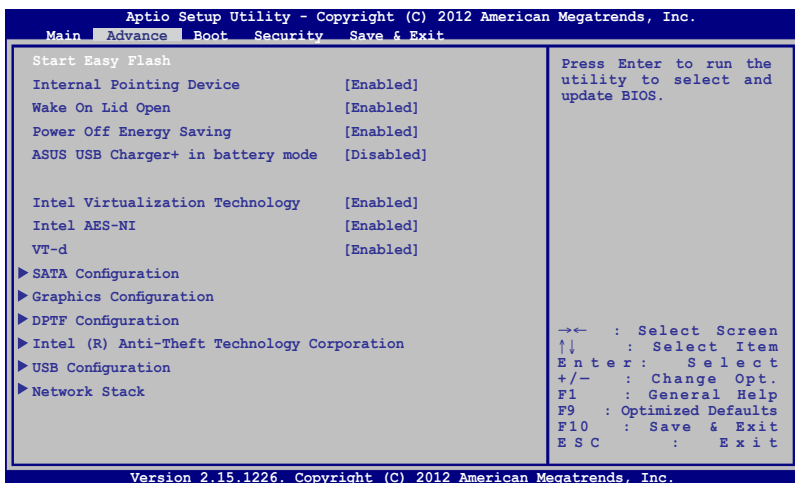 Aptio Setup Utility - Copyright (C) 2012 American Megatrends, Inc.
Main Advance Boot Security Save & Exit
Start Easy Flash
Internal Pointing Device [Enabled]
Wake On Lid Open [Enabled]
Power Off Energy Saving [Enabled]
ASUS USB Charger+ in battery mode [Disabled]
Intel Virtualization Technology [Enabled]
Intel AES-NI [Enabled]
VT-d [Enabled]
SATA Configuration
Graphics Configuration
DPTF Configuration
Intel (R) Anti-Theft Technology Corporation
USB Configuration
Network Stack
Press Enter to run the
utility to select and
update BIOS.
→← : Select Screen
↑↓ : Select Item
Enter: Select
+/— : Change Opt.
F1 : General Help
F9 : Optimized Defaults
F10 : Save & Exit
ESC : Exit
Version 2.15.1226. Copyright (C) 2012 American Megatrends, Inc.